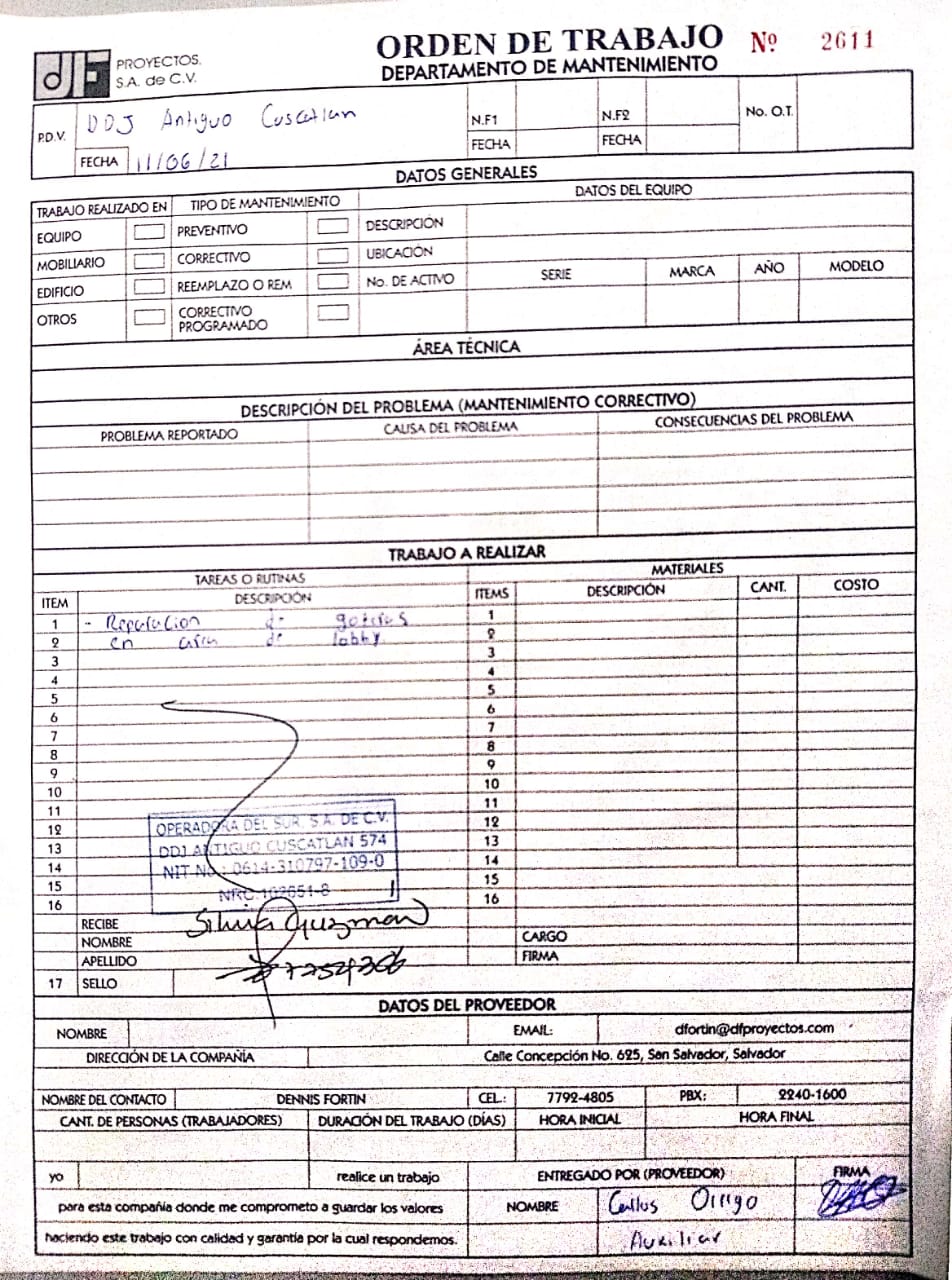 ORDEN DE TRABAJO Nº 2611
DEPARTAMENTO DE MANTENIMIENTO
dF PROYECTOS.
S.A. de C.V.
P.D.V. DDJ Antiguo Cuscatlan N.F1 N.F2 No. O.T.
FECHA 11/06/21 FECHA FECHA
DATOS GENERALES
TRABAJO REALIZADO EN TIPO DE MANTENIMIENTO DATOS DEL EQUIPO
EQUIPO PREVENTIVO DESCRIPCIÓN
MOBILIARIO CORRECTIVO UBICACIÓN
EDIFICIO REEMPLAZO O REM No. DE ACTIVO SERIE MARCA AÑO MODELO
OTROS CORRECTIVO PROGRAMADO
ÁREA TÉCNICA
DESCRIPCIÓN DEL PROBLEMA (MANTENIMIENTO CORRECTIVO)
PROBLEMA REPORTADO CAUSA DEL PROBLEMA CONSECUENCIAS DEL PROBLEMA
TRABAJO A REALIZAR
TAREAS O RUTINAS MATERIALES
ITEM DESCRIPCIÓN ITEMS DESCRIPCIÓN CANT. COSTO
1 - Reparacion de goteras 1
2 en area de lobby 2
3 3
4 4
5 5
6 6
7 7
8 8
9 9
10 10
11 11
12 12
13 13
14 14
15 15
16 16
OPERADORA DEL SUR S.A. DE C.V.
DDJ ANTIGUO CUSCATLAN 574
NIT No.: 0614-310797-109-0
RECIBE Silvia Guzman
NOMBRE CARGO
APELLIDO FIRMA
17 SELLO
DATOS DEL PROVEEDOR
NOMBRE EMAIL: dfortin@dfproyectos.com
DIRECCIÓN DE LA COMPAÑÍA Calle Concepción No. 625, San Salvador, Salvador
NOMBRE DEL CONTACTO DENNIS FORTIN CEL.: 7792-4805 PBX: 2240-1600
CANT. DE PERSONAS (TRABAJADORES) DURACIÓN DEL TRABAJO (DÍAS) HORA INICIAL HORA FINAL
yo realice un trabajo ENTREGADO POR (PROVEEDOR) FIRMA
para esta compañia donde me comprometo a guardar los valores NOMBRE Carlos
haciendo este trabajo con calidad y garantía por la cual respondemos. Auxiliar